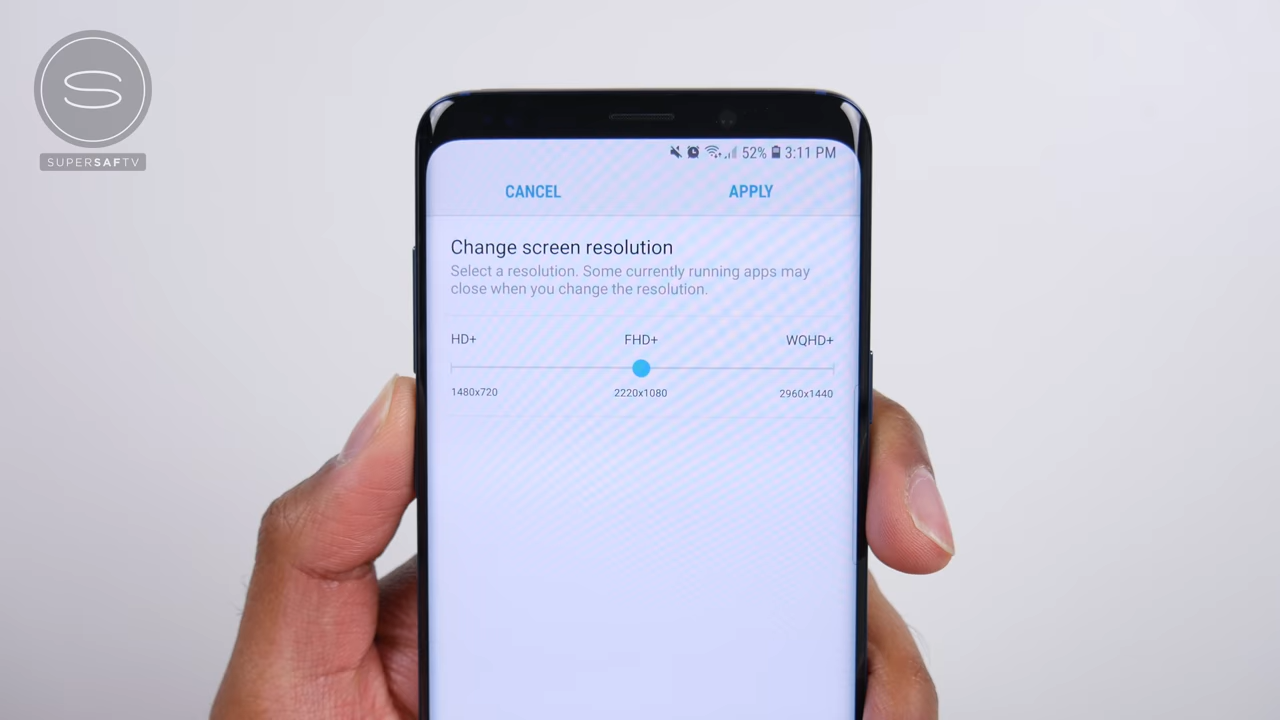 S
SUPERSAFTV
52% 3:11 PM
CANCEL APPLY
Change screen resolution
Select a resolution. Some currently running apps may
close when you change the resolution.
HD+ FHD+ WQHD+
1480x720 2220x1080 2960x1440